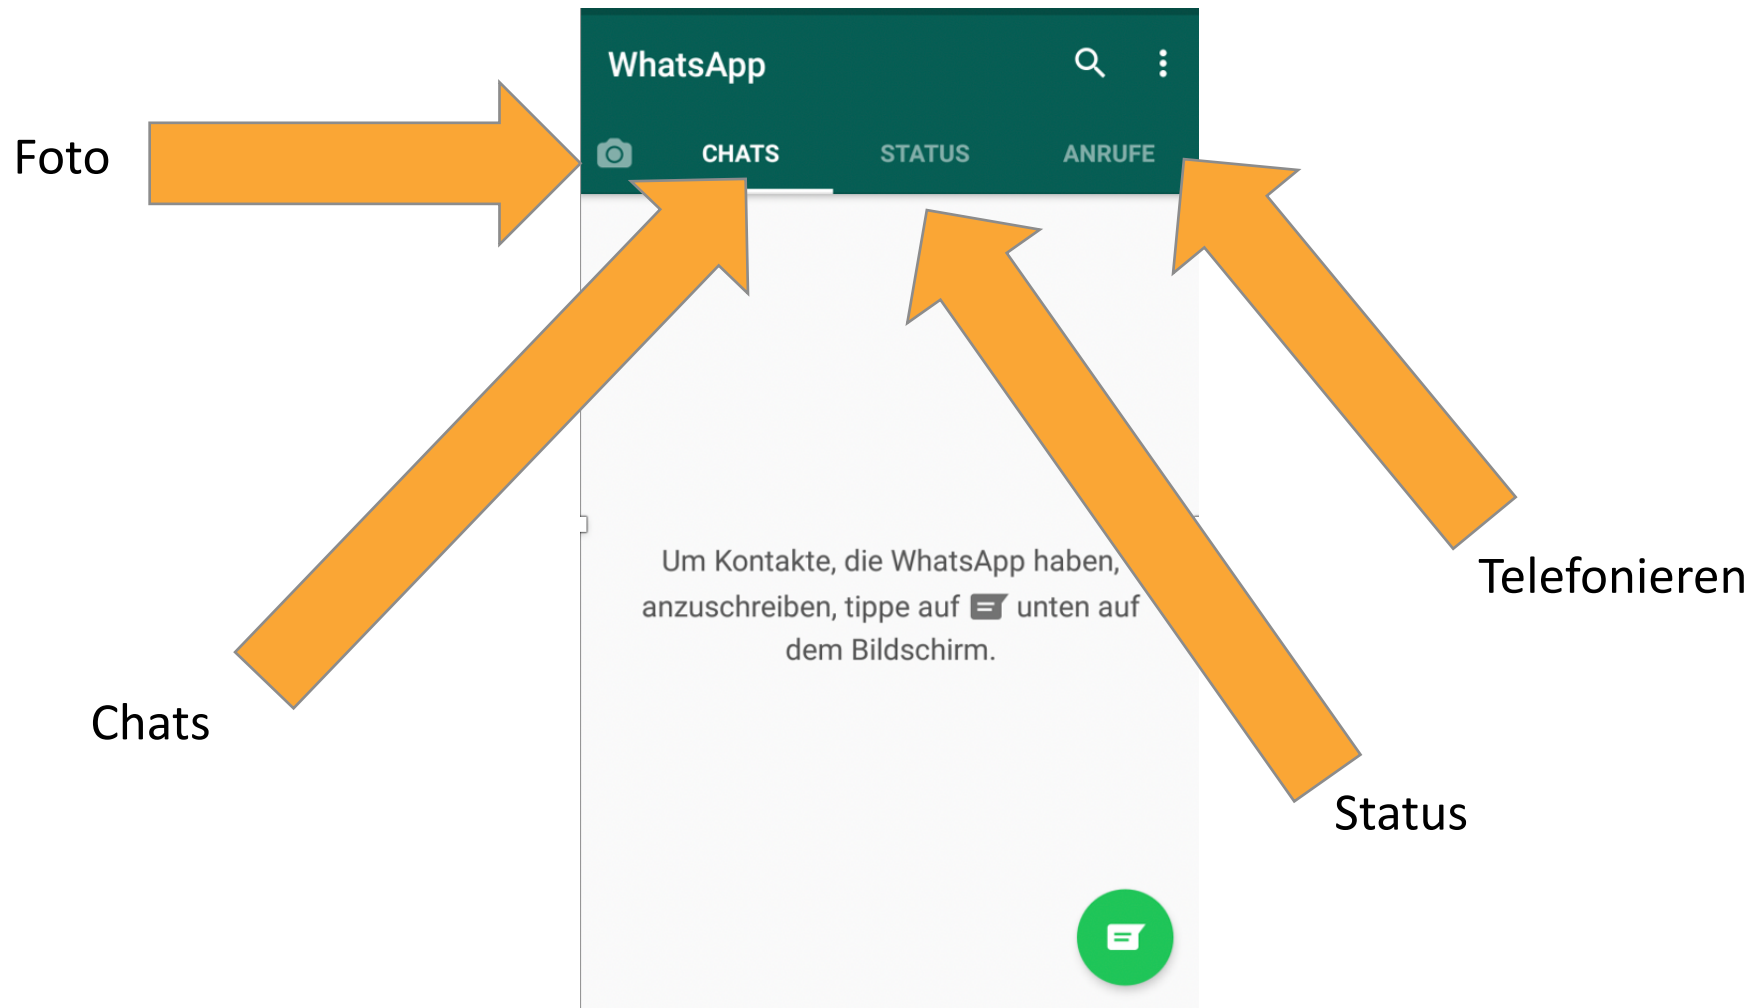 WhatsApp
Foto
CHATS STATUS ANRUFE
Um Kontakte, die WhatsApp haben,
anzuschreiben, tippe auf unten auf
dem Bildschirm.
Telefonieren
Chats
Status